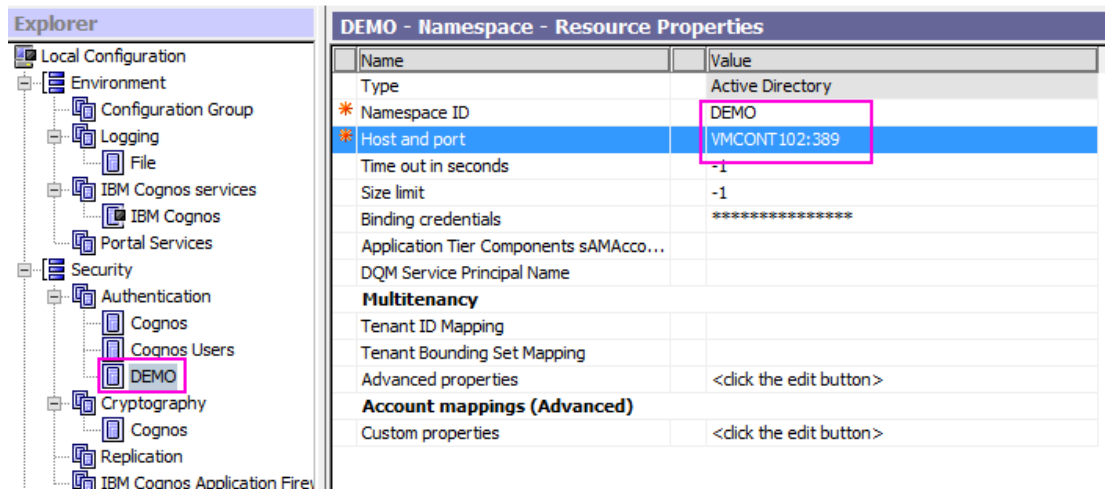 Explorer
Local Configuration
Environment
Configuration Group
Logging
File
IBM Cognos services
IBM Cognos
Portal Services
Security
Authentication
Cognos
Cognos Users
DEMO
Cryptography
Cognos
Replication
IBM Cognos Application
DEMO - Namespace - Resource Properties
Name Value
Type Active Directory
* Namespace ID DEMO
* Host and port VMCONT102:389
Time out in seconds -1
Size limit -1
Binding credentials ***************
Application Tier Components sAMAcco...
DQM Service Principal Name
Multitenancy
Tenant ID Mapping
Tenant Bounding Set Mapping
Advanced properties <click the edit button>
Account mappings (Advanced)
Custom properties <click the edit button>